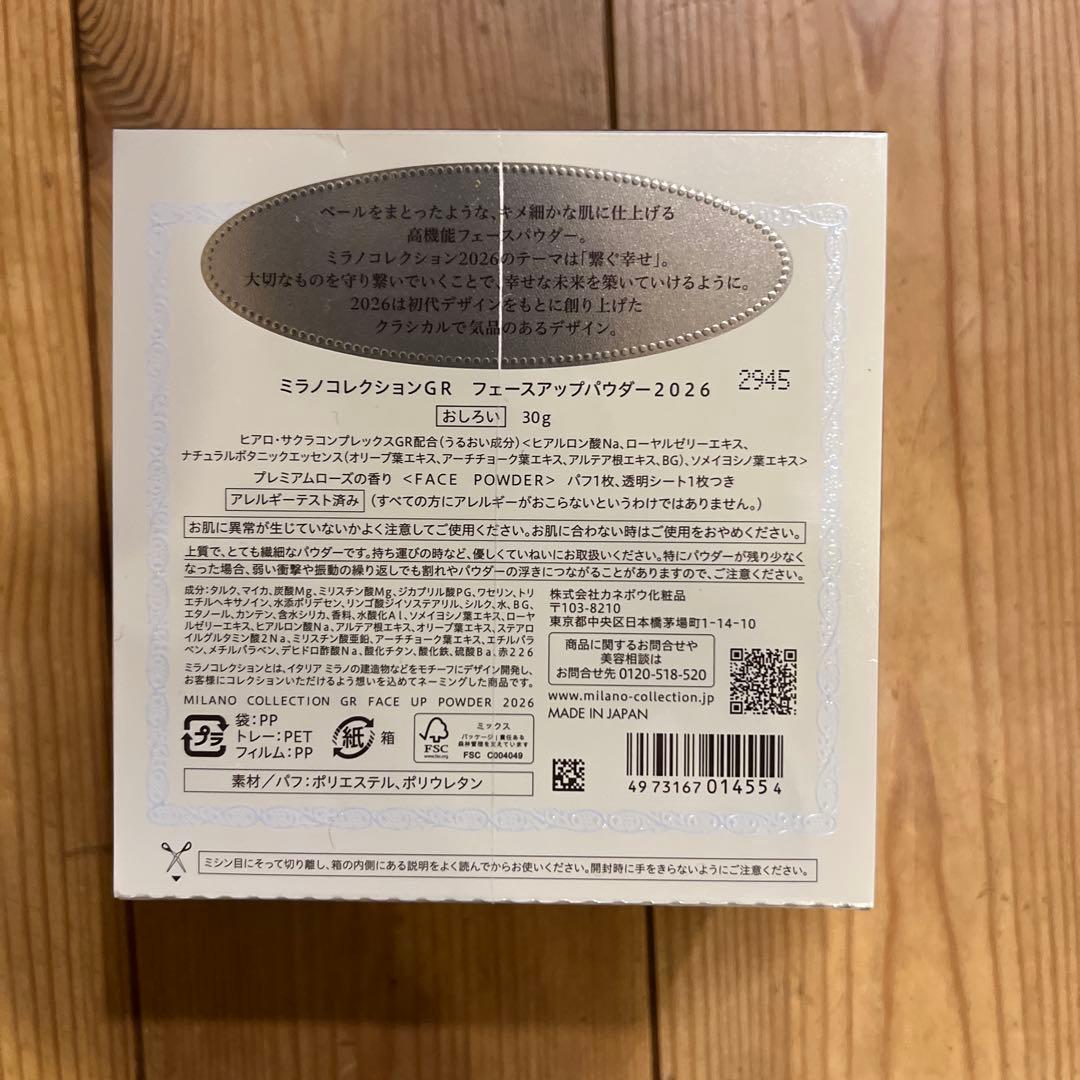 ベールをまとったような、キメ細かな肌に仕上げる
高機能フェースパウダー。
ミラノコレクション2026のテーマは「繋ぐ幸せ」。
大切なものを守り繋いでいくことで、幸せな未来を築いていけるように。
2026は初代デザインをもとに創り上げた
クラシカルで気品のあるデザイン。
ミラノコレクションGR フェースアップパウダー2026
2945
おしろい 30g
ヒアロ・サクラコンプレックスGR配合(うるおい成分)<ヒアルロン酸Na、ローヤルゼリーエキス、
ナチュラルボタニックエッセンス(オリーブ葉エキス、アーチチョーク葉エキス、アルテア根エキス、BG)、ソメイヨシノ葉エキス>
プレミアムローズの香り <FACE POWDER> パフ1枚、透明シート1枚つき
アレルギーテスト済み (すべての方にアレルギーがおこらないというわけではありません。)
お肌に異常が生じていないかよく注意してご使用ください。お肌に合わない時はご使用をおやめください。
上質で、とても繊細なパウダーです。持ち運びの時など、優しくていねいにお取扱いください。特にパウダーが残り少なく
なった場合、弱い衝撃や振動の繰り返しでも割れやパウダーの浮きにつながることがありますので、ご注意ください。
成分:タルク、マイカ、炭酸Mg、ミリスチン酸Mg、ジカプリル酸PG、ワセリン、トリ
エチルヘキサノイン、水添ポリデセン、リンゴ酸ジイソステアリル、シルク、水、BG、
エタノール、カンテン、含水シリカ、香料、水酸化Al、ソメイヨシノ葉エキス、ローヤ
ルゼリーエキス、ヒアルロン酸Na、アルテア根エキス、オリーブ葉エキス、ステアロ
イルグルタミン酸2Na、ミリスチン酸亜鉛、アーチチョーク葉エキス、エチルパラ
ベン、メチルパラベン、デヒドロ酢酸Na、酸化チタン、酸化鉄、硫酸Ba、赤226
ミラノコレクションとは、イタリア ミラノの建造物などをモチーフにデザイン開発し、
お客様にコレクションいただけるよう想いを込めてネーミングした商品です。
MILANO COLLECTION GR FACE UP POWDER 2026
株式会社カネボウ化粧品
〒103-8210
東京都中央区日本橋茅場町1-14-10
商品に関するお問合せや
美容相談は
お問合せ先 0120-518-520
www.milano-collection.jp
MADE IN JAPAN
プラ
袋:PP
トレー:PET
フィルム:PP
紙 箱
FSC
www.fsc.org
ミックス
パッケージ|責任ある
森林管理を支えています
FSC C004049
素材/パフ:ポリエステル、ポリウレタン
4973167014554
ミシン目にそって切り離し、箱の内側にある説明をよく読んでからお使いください。開封時に手をきらないようにご注意ください。